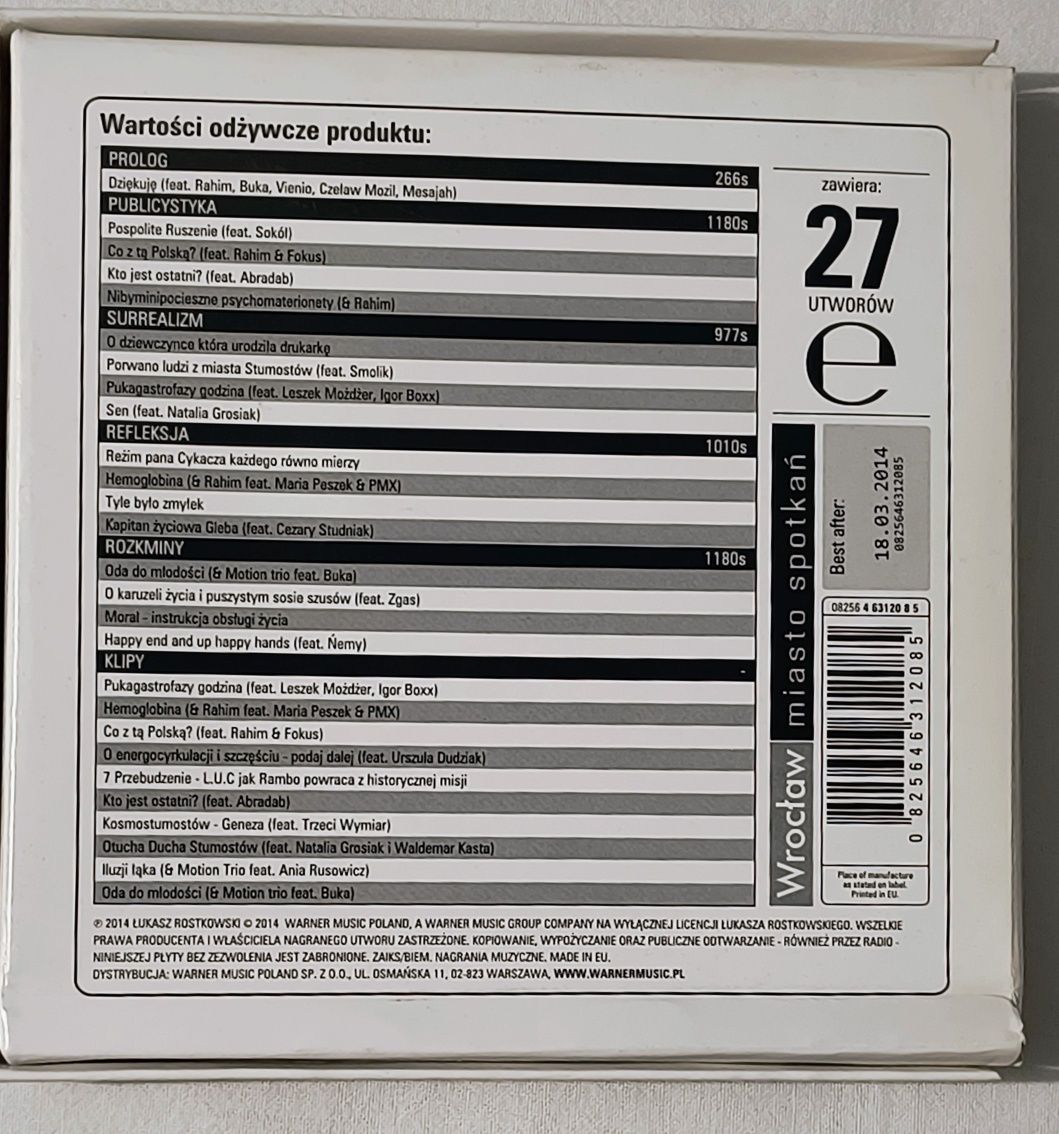 Wartości odżywcze produktu:
PROLOG 266s
Dziękuję (feat. Rahim, Buka, Vienio, Czeław Mozil, Mesajah)
PUBLICYSTYKA 1180s
Pospolite Ruszenie (feat. Sokół)
Co z tą Polską? (feat. Rahim & Fokus)
Kto jest ostatni? (feat. Abradab)
Nibyminipocieszne psychomaterionety (& Rahim)
SURREALIZM 977s
O dziewczynce która urodziła drukarkę
Porwano ludzi z miasta Stumostów (feat. Smolik)
Pukagastrofazy godzina (feat. Leszek Możdżer, Igor Boxx)
Sen (feat. Natalia Grosiak)
REFLEKSJA 1010s
Reżim pana Cykacza każdego równo mierzy
Hemoglobina (& Rahim feat. Maria Peszek & PMX)
Tyle było zmyłek
Kapitan życiowa Gleba (feat. Cezary Studniak)
ROZKMINY 1180s
Oda do młodości (& Motion trio feat. Buka)
O karuzeli życia i puszystym sosie szusów (feat. Zgas)
Morał - instrukcja obsługi życia
Happy end and up happy hands (feat. Ńemy)
KLIPY -
Pukagastrofazy godzina (feat. Leszek Możdżer, Igor Boxx)
Hemoglobina (& Rahim feat. Maria Peszek & PMX)
Co z tą Polską? (feat. Rahim & Fokus)
O energocyrkulacji i szczęściu - podaj dalej (feat. Urszula Dudziak)
7 Przebudzenie - L.U.C jak Rambo powraca z historycznej misji
Kto jest ostatni? (feat. Abradab)
Kosmostumostów - Geneza (feat. Trzeci Wymiar)
Otucha Ducha Stumostów (feat. Natalia Grosiak i Waldemar Kasta)
Iluzji łąka (& Motion Trio feat. Ania Rusowicz)
Oda do młodości (& Motion trio feat. Buka)
zawiera:
27
UTWORÓW
e
Wrocław miasto spotkań
Best after:
18.03.2014
0825646312085
08256 4 63120 8 5
0 825646 312085
Place of manufacture
as stated on label.
Printed in EU.
℗ 2014 ŁUKASZ ROSTKOWSKI © 2014 WARNER MUSIC POLAND, A WARNER MUSIC GROUP COMPANY NA WYŁĄCZNEJ LICENCJI ŁUKASZA ROSTKOWSKIEGO. WSZELKIE
PRAWA PRODUCENTA I WŁAŚCICIELA NAGRANEGO UTWORU ZASTRZEŻONE. KOPIOWANIE, WYPOŻYCZANIE ORAZ PUBLICZNE ODTWARZANIE - RÓWNIEŻ PRZEZ RADIO -
NINIEJSZEJ PŁYTY BEZ ZEZWOLENIA JEST ZABRONIONE. ZAIKS/BIEM. NAGRANIA MUZYCZNE. MADE IN EU.
DYSTRYBUCJA: WARNER MUSIC POLAND SP. Z O.O., UL. OSMAŃSKA 11, 02-823 WARSZAWA, WWW.WARNERMUSIC.PL